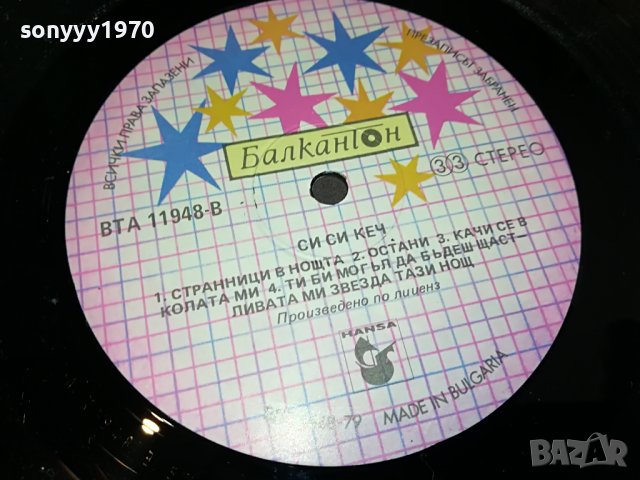 sonyyy1970
ВСИЧКИ ПРАВА ЗАПАЗЕНИ
ПРЕЗАПИСЪТ ЗАБРАНЕН
Балкантон
ВТА 11948-В
33 СТЕРЕО
СИ СИ КЕЧ
1. СТРАННИЦИ В НОЩТА 2. ОСТАНИ 3. КАЧИ СЕ В
КОЛАТА МИ 4. ТИ БИ МОГЪЛ ДА БЪДЕШ ЩАСТ-
ЛИВАТА МИ ЗВЕЗДА ТАЗИ НОЩ
Произведено по лиценз
HANSA
MADE IN BULGARIA
BAZAR